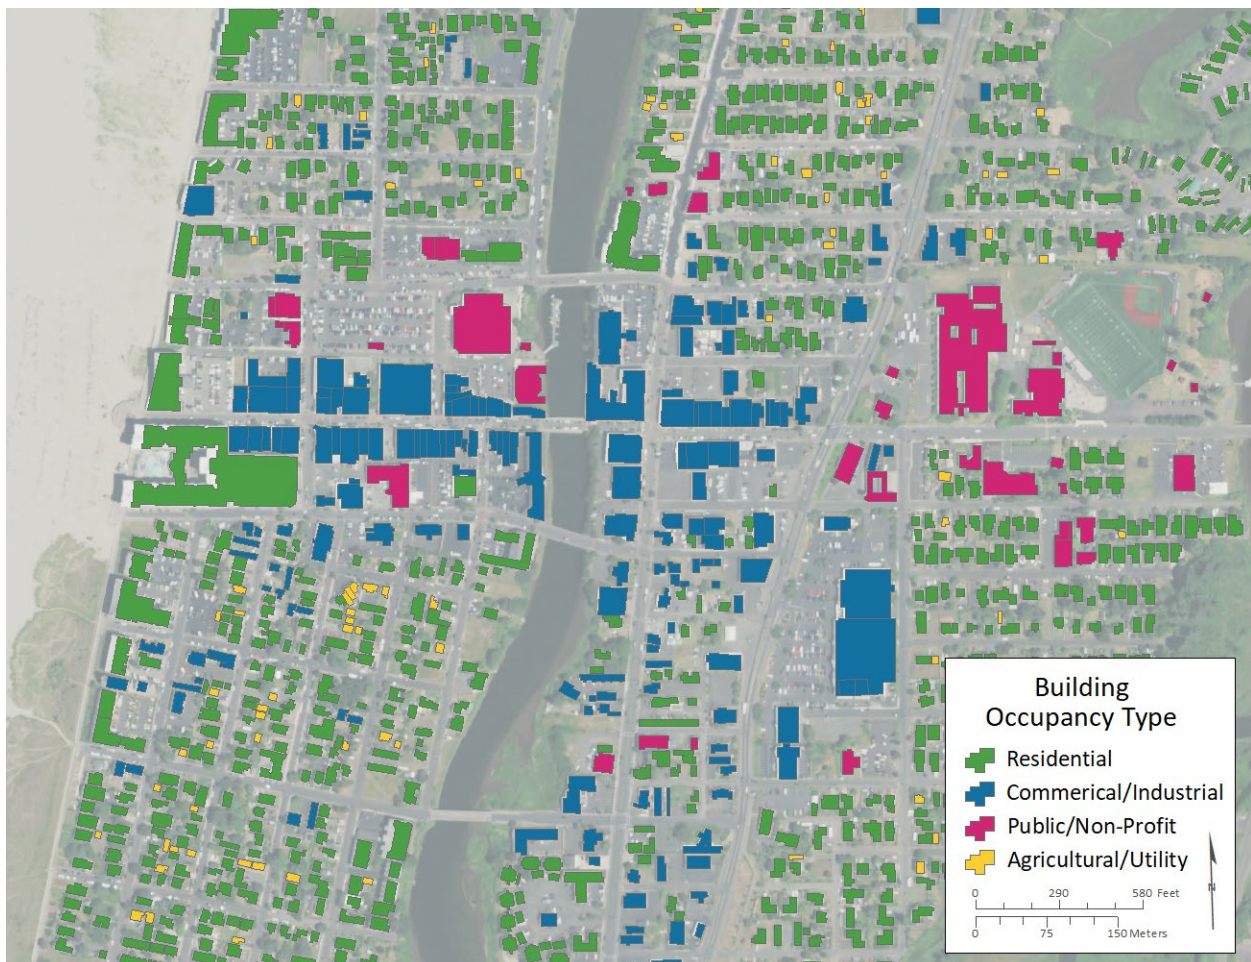 Building
Occupancy Type
Residential
Commerical/Industrial
Public/Non-Profit
Agricultural/Utility
N
0 290 580 Feet
0 75 150 Meters